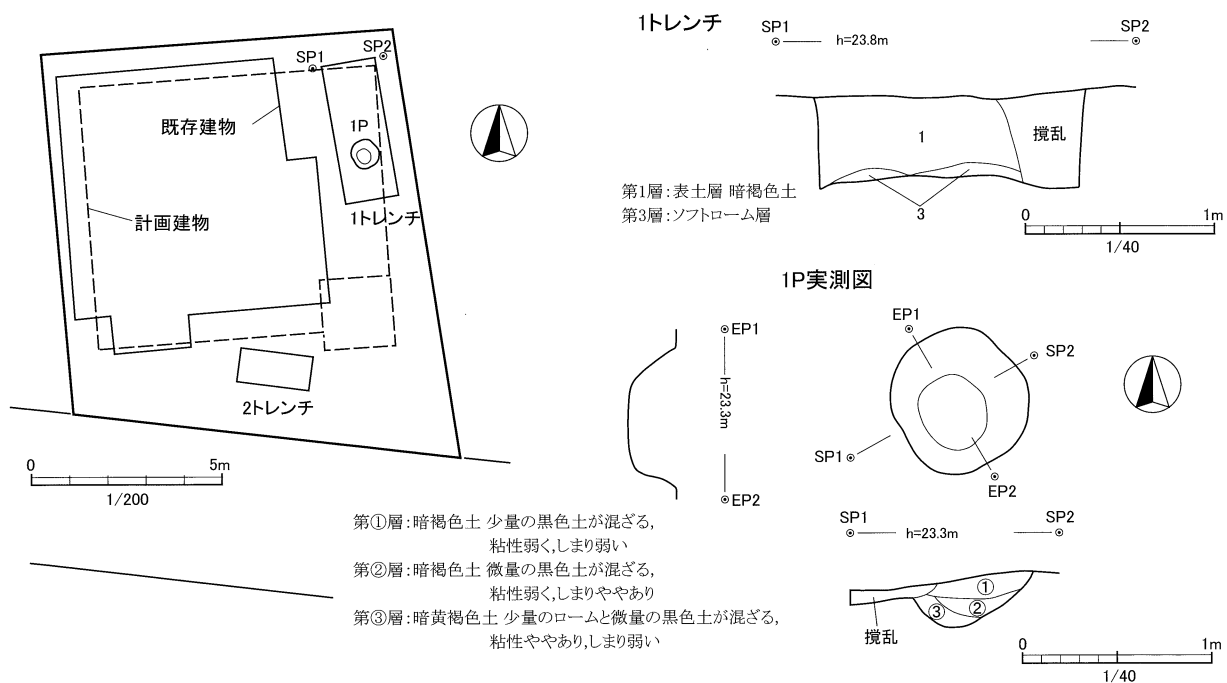 SP1
SP2
既存建物
1P
1トレンチ
計画建物
2トレンチ
0
5m
1/200
1トレンチ
SP1
h=23.8m
SP2
1
撹乱
3
第1層：表土層 暗褐色土
第3層：ソフトローム層
0
1m
1/40
1P実測図
EP1
h=23.3m
EP2
EP1
SP2
SP1
EP2
SP1
h=23.3m
SP2
①
②
③
撹乱
0
1m
1/40
第①層：暗褐色土 少量の黒色土が混ざる，
粘性弱く，しまり弱い
第②層：暗褐色土 微量の黒色土が混ざる，
粘性弱く，しまりややあり
第③層：暗黄褐色土 少量のロームと微量の黒色土が混ざる，
粘性ややあり，しまり弱い